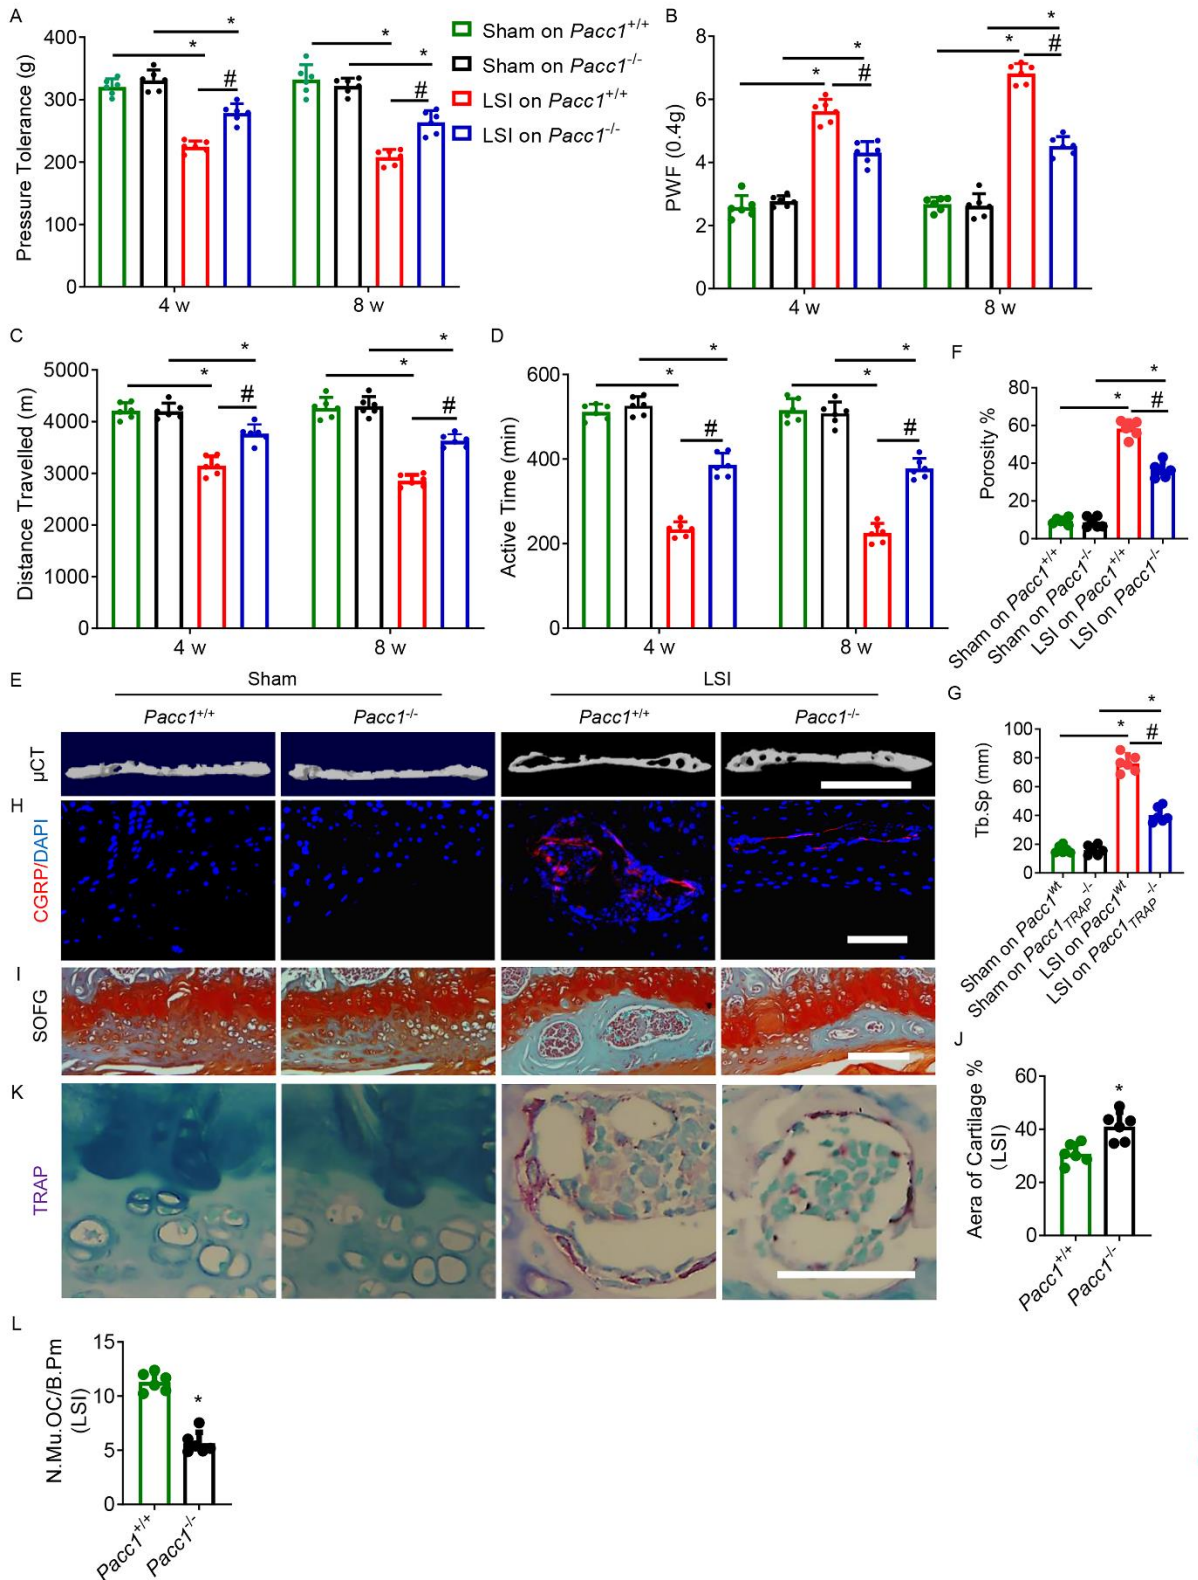 A
Pressure Tolerance (g)
400
300
200
100
0
* * # * * #
4 w
8 w
Sham on Pacc1+/+
Sham on Pacc1-/-
LSI on Pacc1+/+
LSI on Pacc1-/-
B
PWF (0.4g)
8
6
4
2
0
* * # * * #
4 w
8 w
C
Distance Travelled (m)
5000
4000
3000
2000
1000
0
* * # * * #
4 w
8 w
D
Active Time (min)
600
400
200
0
* * # * * #
4 w
8 w
F
Porosity %
80
60
40
20
0
* * #
Sham on Pacc1+/+
Sham on Pacc1-/-
LSI on Pacc1+/+
LSI on Pacc1-/-
E
Sham
LSI
Pacc1+/+
Pacc1-/-
Pacc1+/+
Pacc1-/-
µCT
G
Tb.Sp (mm)
100
80
60
40
20
0
* * #
Sham on Pacc1wt
Sham on Pacc1TRAP-/-
LSI on Pacc1wt
LSI on Pacc1TRAP-/-
H
CGRP/DAPI
I
SOFG
J
Aera of Cartilage %
(LSI)
60
40
20
0
*
Pacc1+/+
Pacc1-/-
K
TRAP
L
N.Mu.OC/B.Pm
(LSI)
15
10
5
0
*
Pacc1+/+
Pacc1-/-